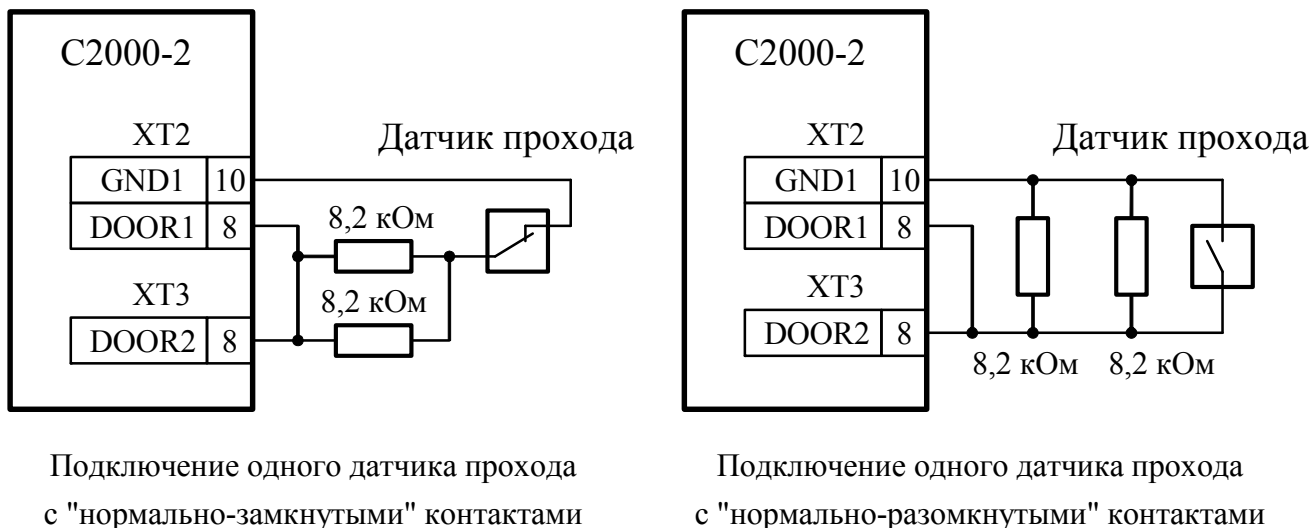 С2000-2
XT2
Датчик прохода
GND1 10
DOOR1 8
8,2 кОм
XT3
8,2 кОм
DOOR2 8
Подключение одного датчика прохода
с "нормально-замкнутыми" контактами
С2000-2
XT2
Датчик прохода
GND1 10
DOOR1 8
XT3
DOOR2 8
8,2 кОм 8,2 кОм
Подключение одного датчика прохода
с "нормально-разомкнутыми" контактами